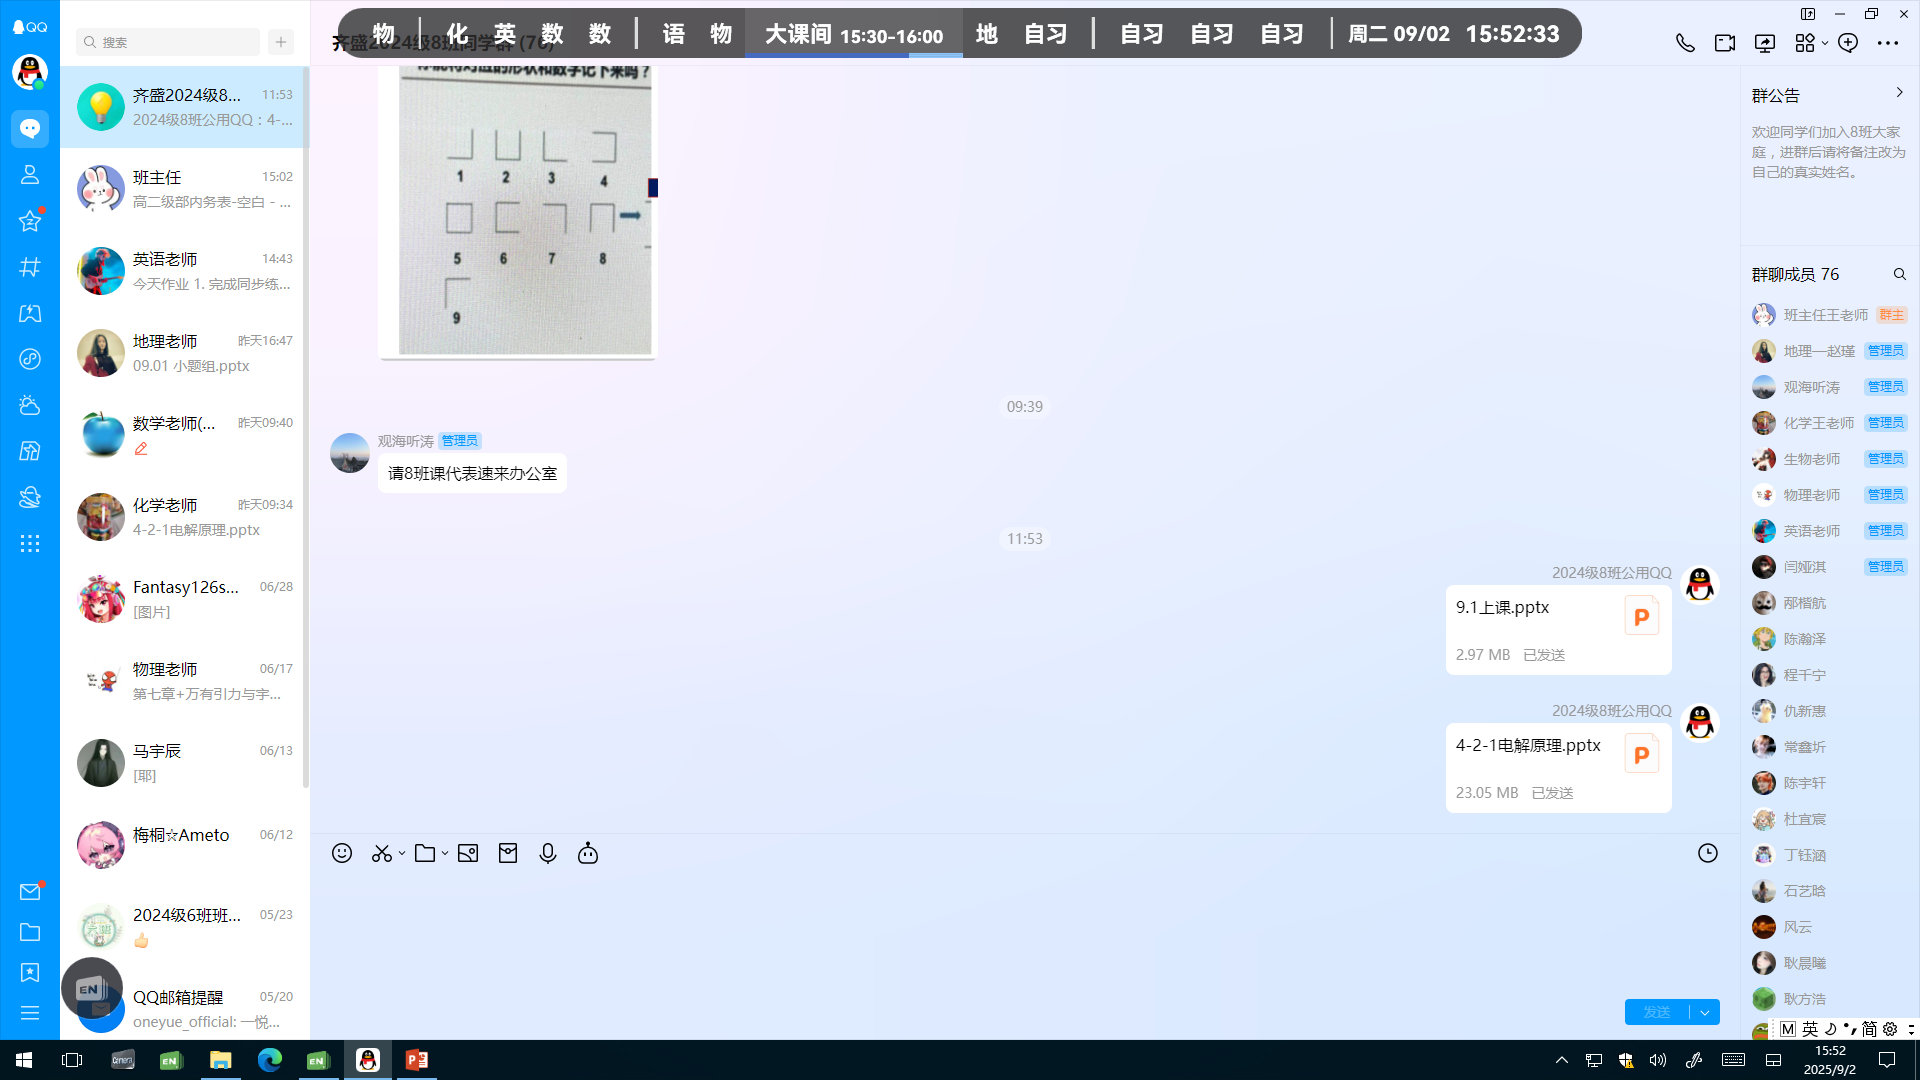 QQ
搜索
齐盛2024级8...
11:53
2024级8班公用QQ：4-...
班主任
15:02
高二级部内务表-空白 - ...
英语老师
14:43
今天作业 1. 完成同步练...
地理老师
昨天16:47
09.01 小题组.pptx
数学老师(...
昨天09:40
化学老师
昨天09:34
4-2-1电解原理.pptx
Fantasy126s...
06/28
[图片]
物理老师
06/17
第七章+万有引力与宇...
马宇辰
06/13
[耶]
梅桐☆Ameto
06/12
2024级6班班...
05/23
QQ邮箱提醒
05/20
oneyue_official: 一悦...
EN
齐盛2024级8班同学群 (76)
物 | 化 英 数 数 | 语 物 大课间 15:30-16:00 地 自习 | 自习 自习 自习 | 周二 09/02 15:52:33
你能将对应的形状和数字记下来吗？
1 2 3 4
5 6 7 8
9
09:39
观海听涛 管理员
请8班课代表速来办公室
11:53
2024级8班公用QQ
9.1上课.pptx
P
2.97 MB 已发送
2024级8班公用QQ
4-2-1电解原理.pptx
P
23.05 MB 已发送
发送
群公告
欢迎同学们加入8班大家
庭，进群后请将备注改为
自己的真实姓名。
群聊成员 76
班主任王老师 群主
地理—赵瑾 管理员
观海听涛 管理员
化学王老师 管理员
生物老师 管理员
物理老师 管理员
英语老师 管理员
闫娅淇 管理员
邴楷航
陈瀚泽
程千宁
仇新惠
常鑫圻
陈宇轩
杜宜宸
丁钰涵
石艺晗
风云
耿晨曦
耿方浩
M 英 简
Camera
EN
EN
15:52
2025/9/2